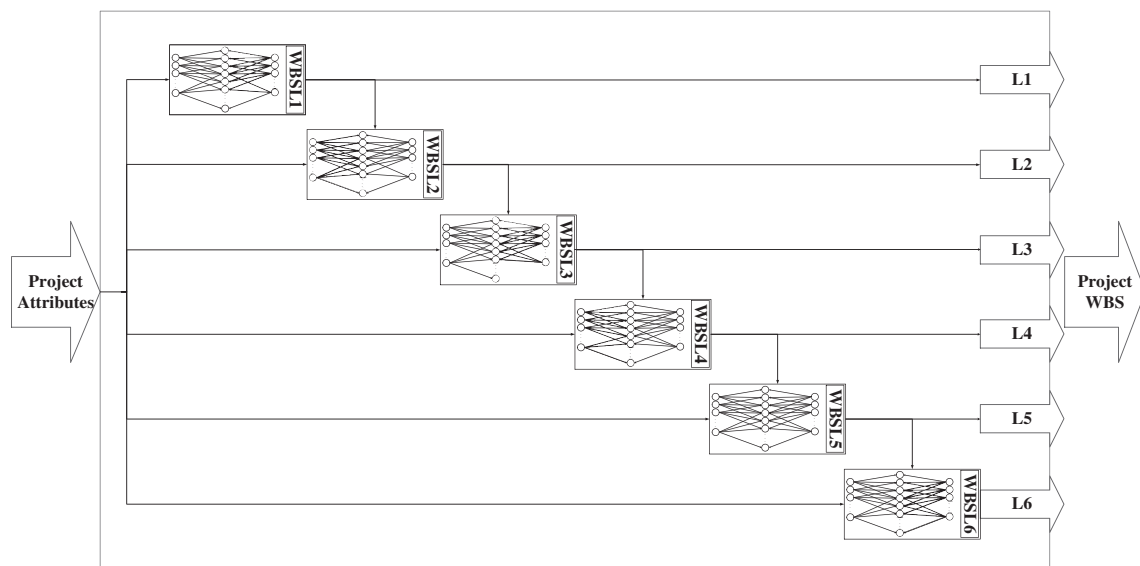 WBSL1
L1
WBSL2
L2
WBSL3
L3
Project
Attributes
Project
WBS
WBSL4
L4
WBSL5
L5
WBSL6
L6